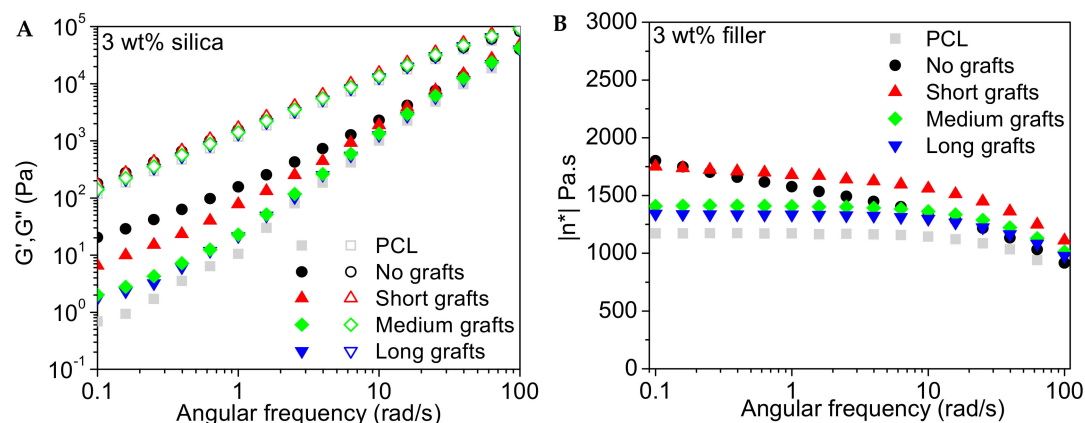 A
3 wt% silica
G',G" (Pa)
10^5
10^4
10^3
10^2
10^1
10^0
10^-1
PCL
No grafts
Short grafts
Medium grafts
Long grafts
0.1 1 10 100
Angular frequency (rad/s)
B
3 wt% filler
|n*| Pa.s
3000
2500
2000
1500
1000
500
0
PCL
No grafts
Short grafts
Medium grafts
Long grafts
0.1 1 10 100
Angular frequency (rad/s)